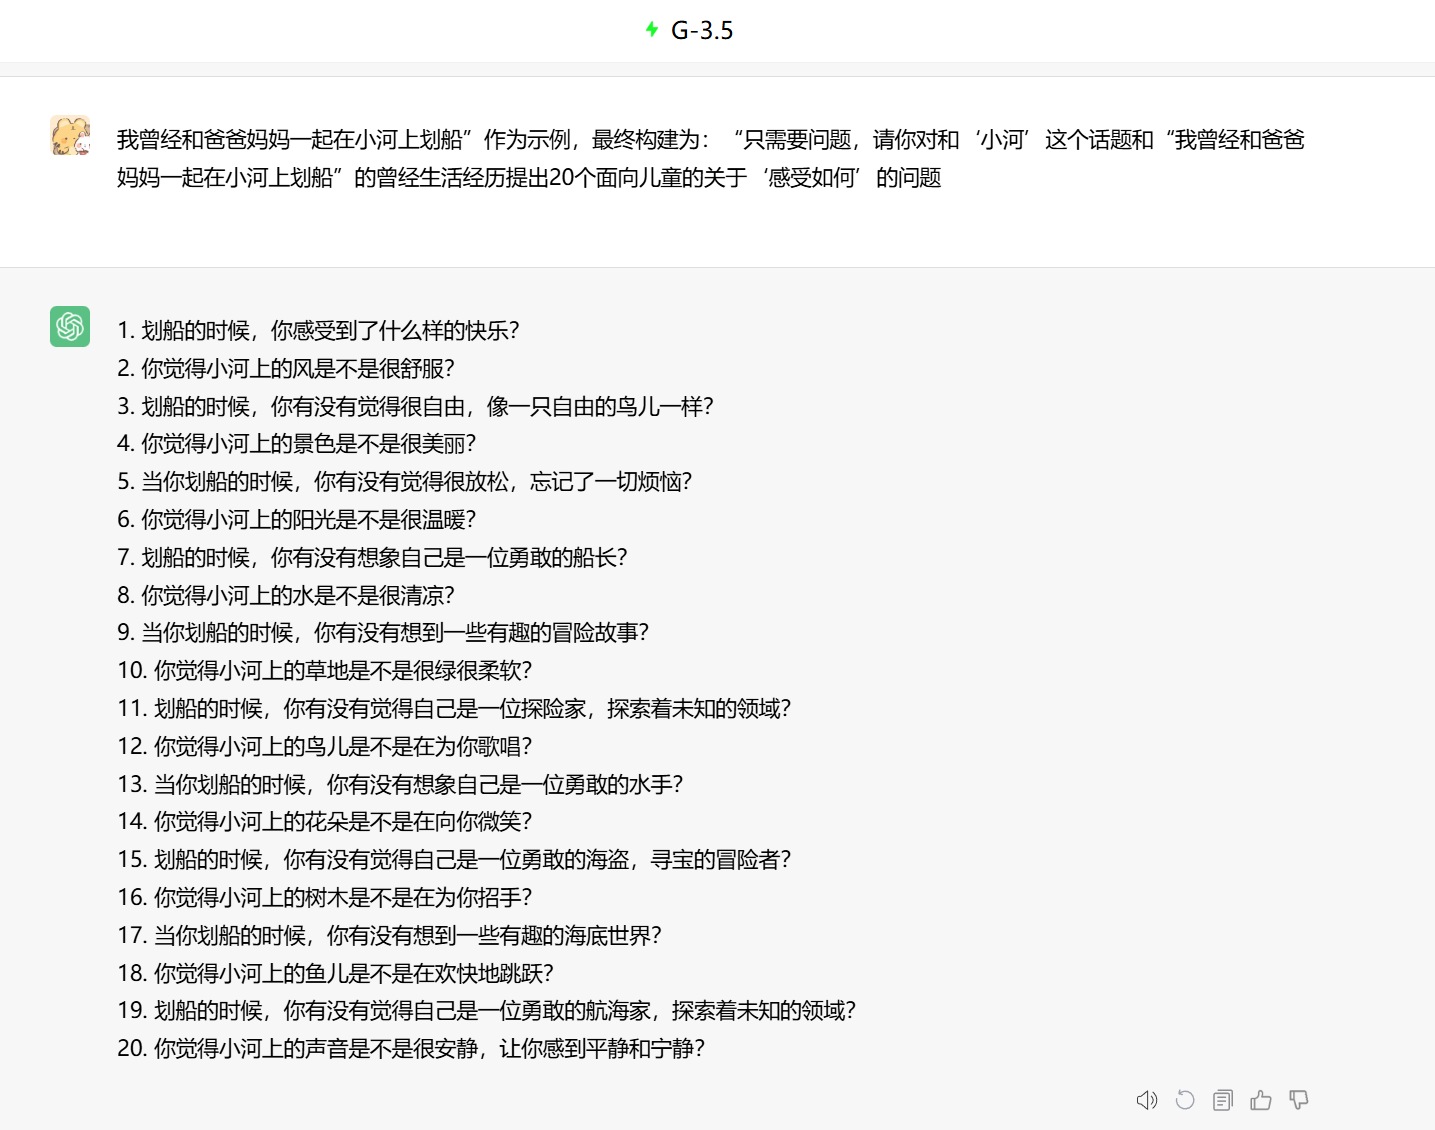 G-3.5
我曾经和爸爸妈妈一起在小河上划船”作为示例，最终构建为：“只需要问题，请你对和‘小河’这个话题和“我曾经和爸爸
妈妈一起在小河上划船”的曾经生活经历提出20个面向儿童的关于‘感受如何’的问题
1. 划船的时候，你感受到了什么样的快乐？
2. 你觉得小河上的风是不是很舒服？
3. 划船的时候，你有没有觉得很自由，像一只自由的鸟儿一样？
4. 你觉得小河上的景色是不是很美丽？
5. 当你划船的时候，你有没有觉得很放松，忘记了一切烦恼？
6. 你觉得小河上的阳光是不是很温暖？
7. 划船的时候，你有没有想象自己是一位勇敢的船长？
8. 你觉得小河上的水是不是很清凉？
9. 当你划船的时候，你有没有想到一些有趣的冒险故事？
10. 你觉得小河上的草地是不是很绿很柔软？
11. 划船的时候，你有没有觉得自己是一位探险家，探索着未知的领域？
12. 你觉得小河上的鸟儿是不是在为你歌唱？
13. 当你划船的时候，你有没有想象自己是一位勇敢的水手？
14. 你觉得小河上的花朵是不是在向你微笑？
15. 划船的时候，你有没有觉得自己是一位勇敢的海盗，寻宝的冒险者？
16. 你觉得小河上的树木是不是在为你招手？
17. 当你划船的时候，你有没有想到一些有趣的海底世界？
18. 你觉得小河上的鱼儿是不是在欢快地跳跃？
19. 划船的时候，你有没有觉得自己是一位勇敢的航海家，探索着未知的领域？
20. 你觉得小河上的声音是不是很安静，让你感到平静和宁静？